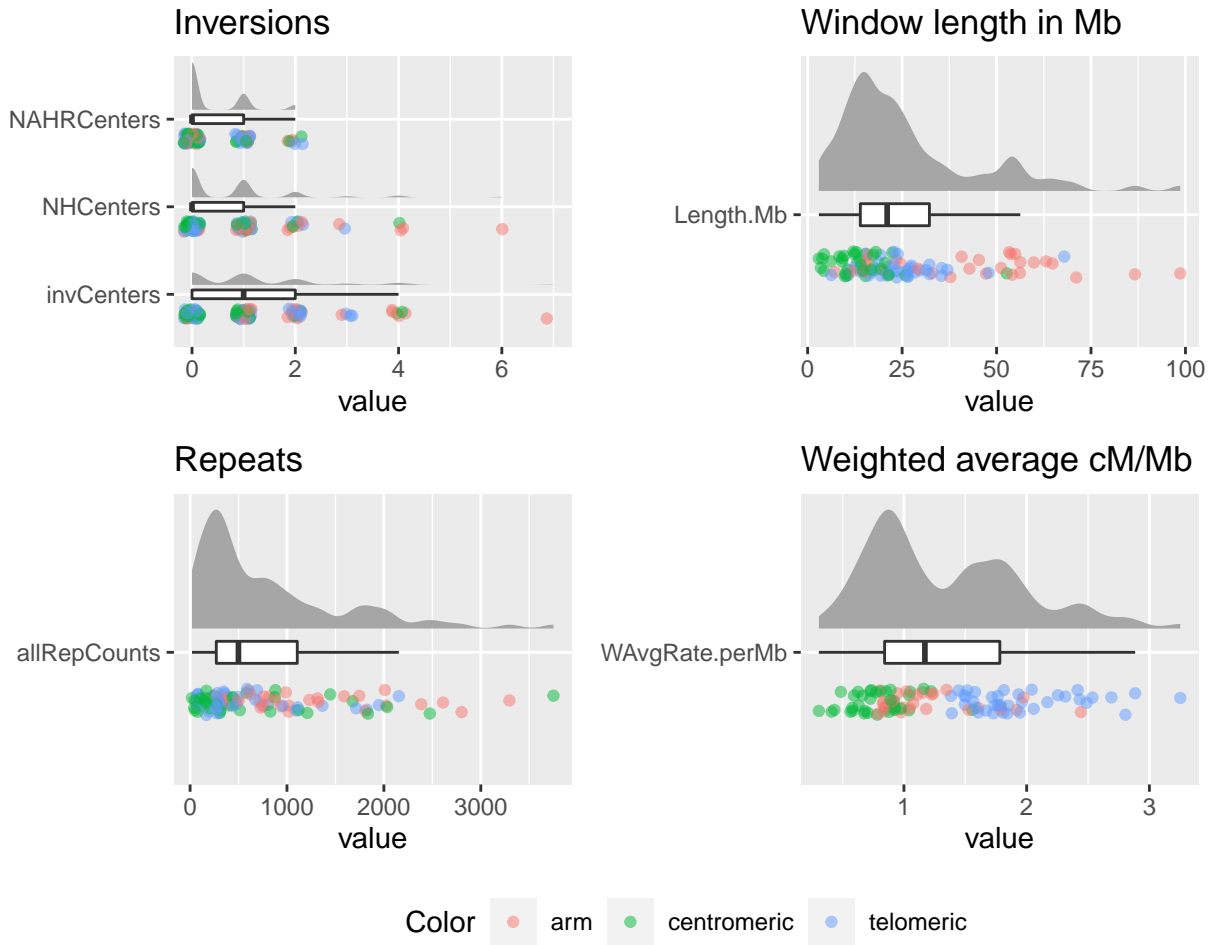 Inversions
NAHRCenters
NHCenters
invCenters
0 2 4 6
value
Window length in Mb
Length.Mb
0 25 50 75 100
value
Repeats
allRepCounts
0 1000 2000 3000
value
Weighted average cM/Mb
WAvgRate.perMb
1 2 3
value
Color arm centromeric telomeric